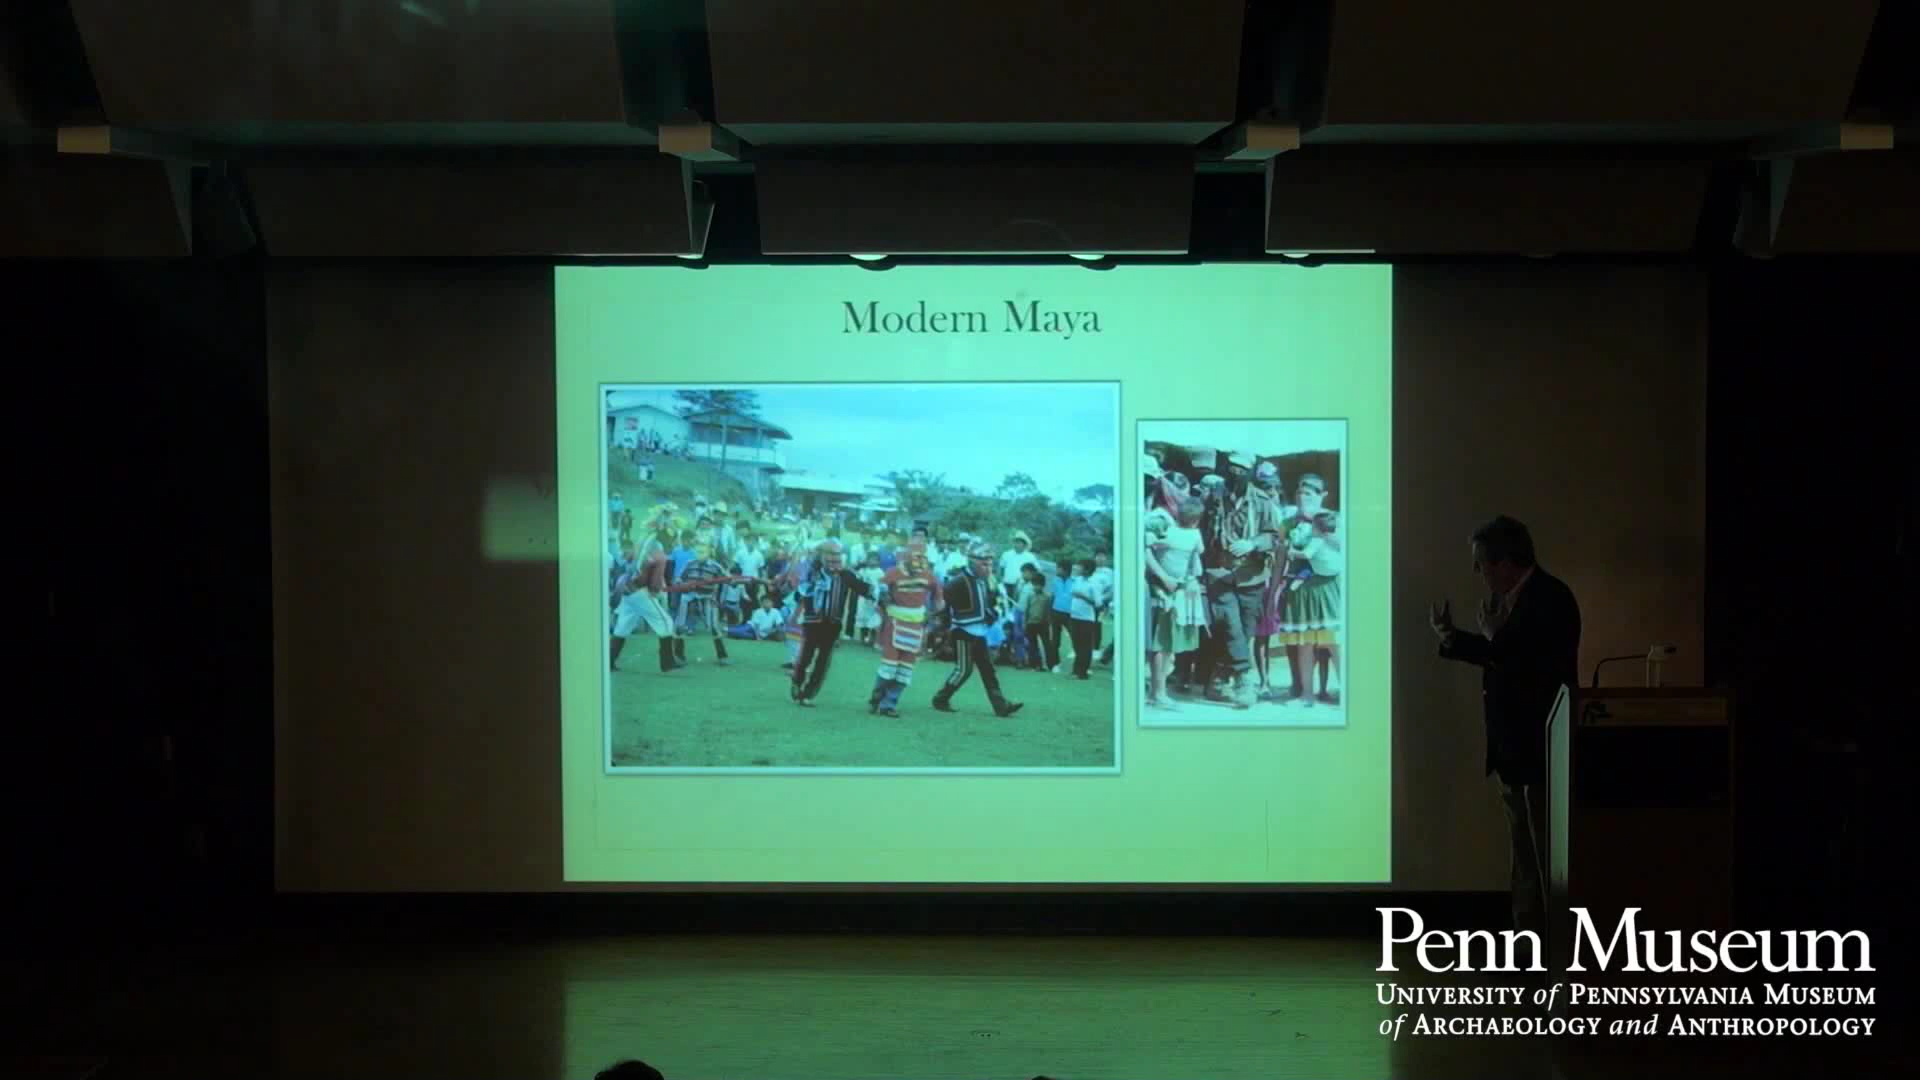 Modern Maya
Penn Museum
University of Pennsylvania Museum
of Archaeology and Anthropology